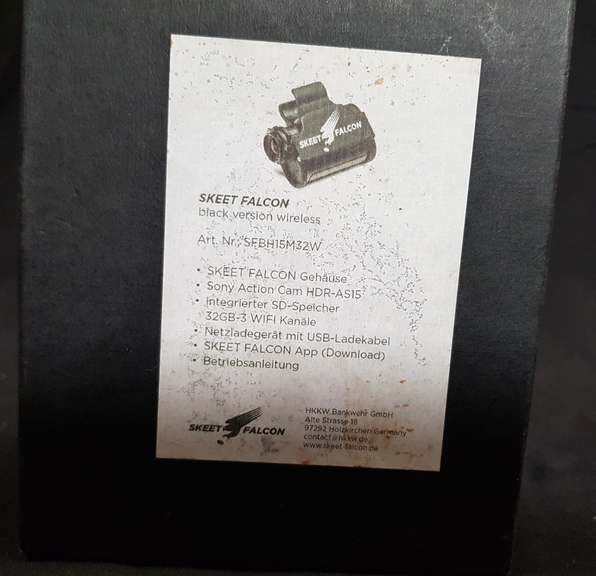 SKEET FALCON
SKEET FALCON
black version wireless
Art. Nr.: SFBH15M32W
• SKEET FALCON Gehäuse
• Sony Action Cam HDR-AS15
• integrierter SD-Speicher
32GB-3 WIFI Kanäle
• Netzladegerät mit USB-Ladekabel
• SKEET FALCON App (Download)
• Betriebsanleitung
SKEET FALCON
HKKW.Bankwehr GmbH
Alte Strasse 18
97292 Holzkirchen Germany
contact@hkkw.de
www.skeet-falcon.de